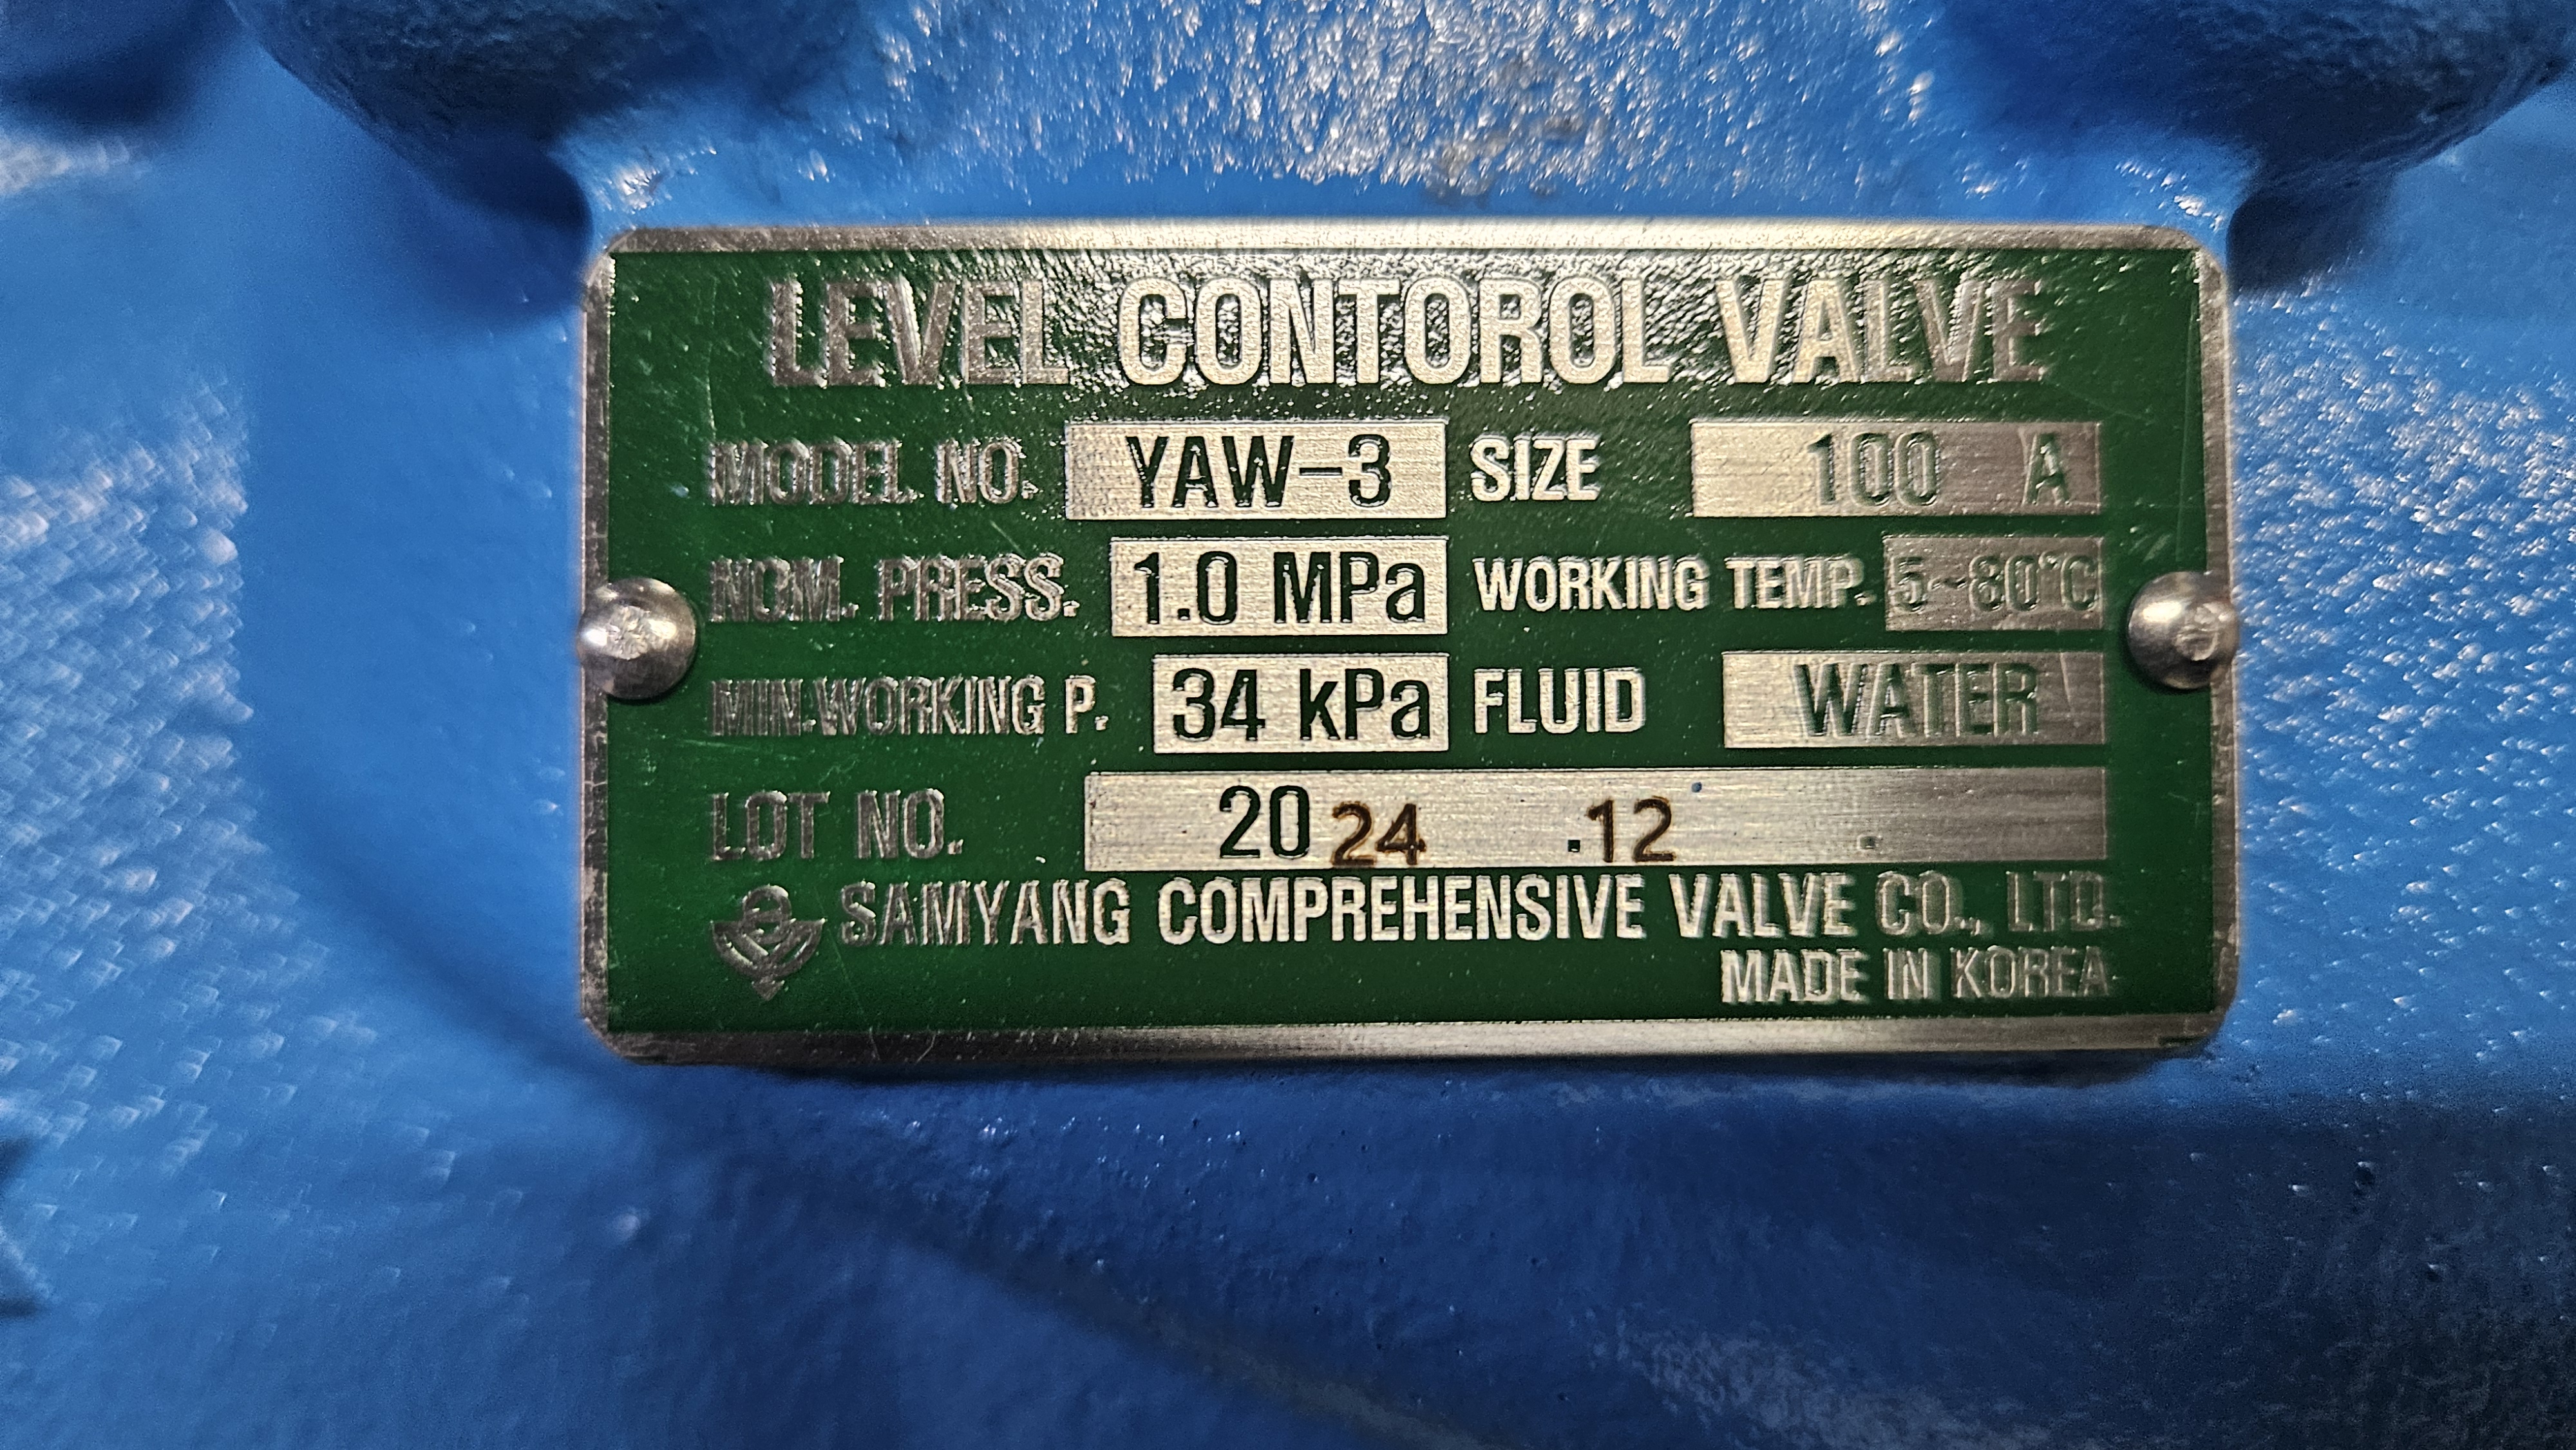 LEVEL CONTOROL VALVE
MODEL NO. YAW-3 SIZE 100 A
NOM. PRESS. 1.0 MPa WORKING TEMP. 5~80°C
MIN.WORKING P. 34 kPa FLUID WATER
LOT NO. 2024 .12 .
SAMYANG COMPREHENSIVE VALVE CO., LTD.
MADE IN KOREA